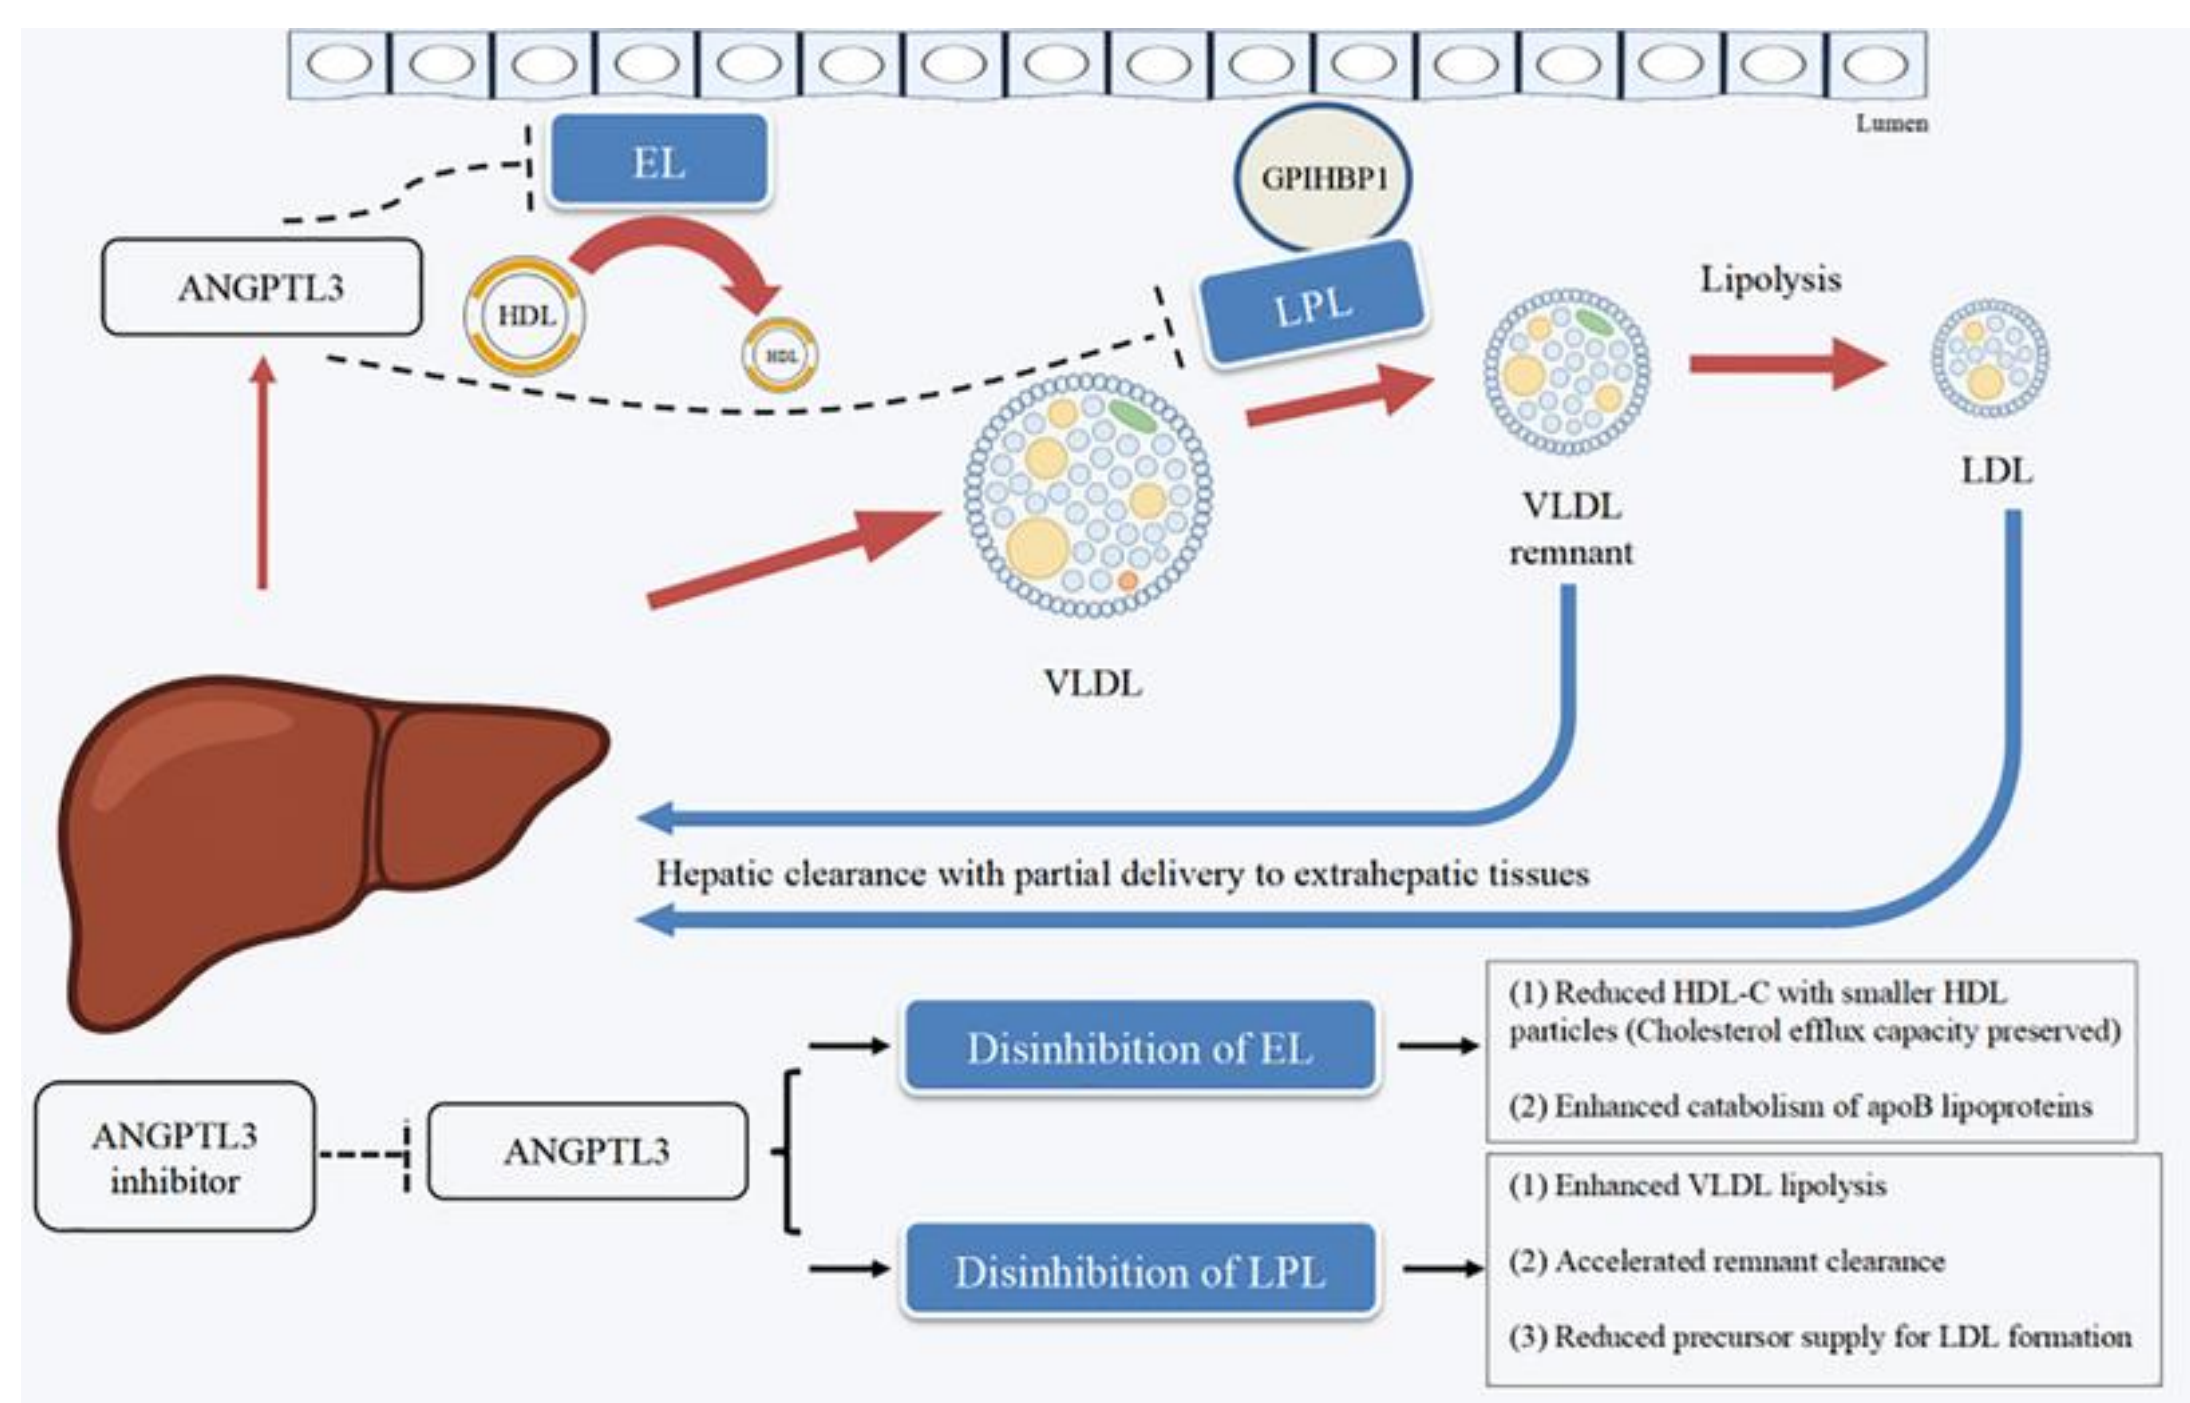 Lumen
EL
GPIHBP1
ANGPTL3
HDL
HDL
LPL
Lipolysis
VLDL
remnant
LDL
VLDL
Hepatic clearance with partial delivery to extrahepatic tissues
ANGPTL3
inhibitor
ANGPTL3
Disinhibition of EL
(1) Reduced HDL-C with smaller HDL
particles (Cholesterol efflux capacity preserved)
(2) Enhanced catabolism of apoB lipoproteins
Disinhibition of LPL
(1) Enhanced VLDL lipolysis
(2) Accelerated remnant clearance
(3) Reduced precursor supply for LDL formation